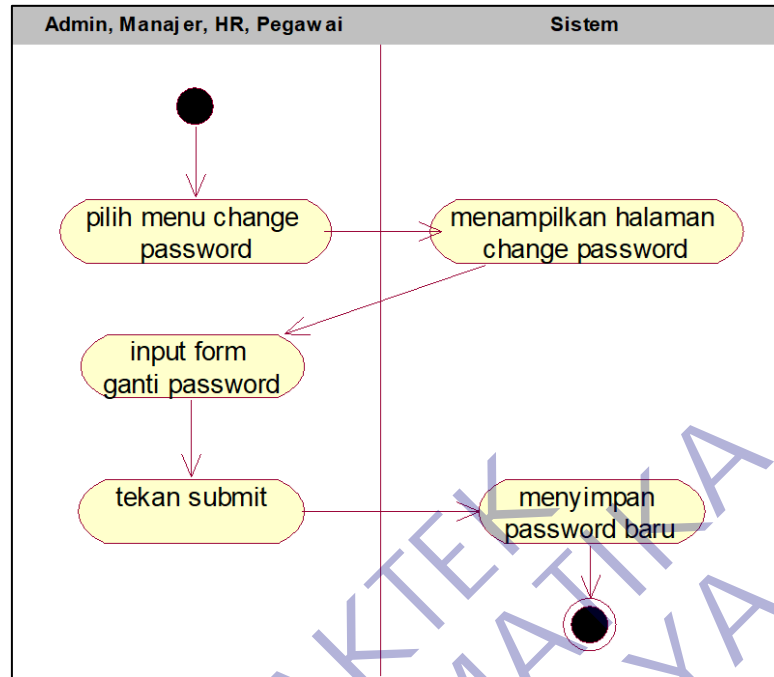 Admin, Manajer, HR, Pegawai
Sistem
pilih menu change
password
menampilkan halaman
change password
input form
ganti password
tekan submit
menyimpan
password baru